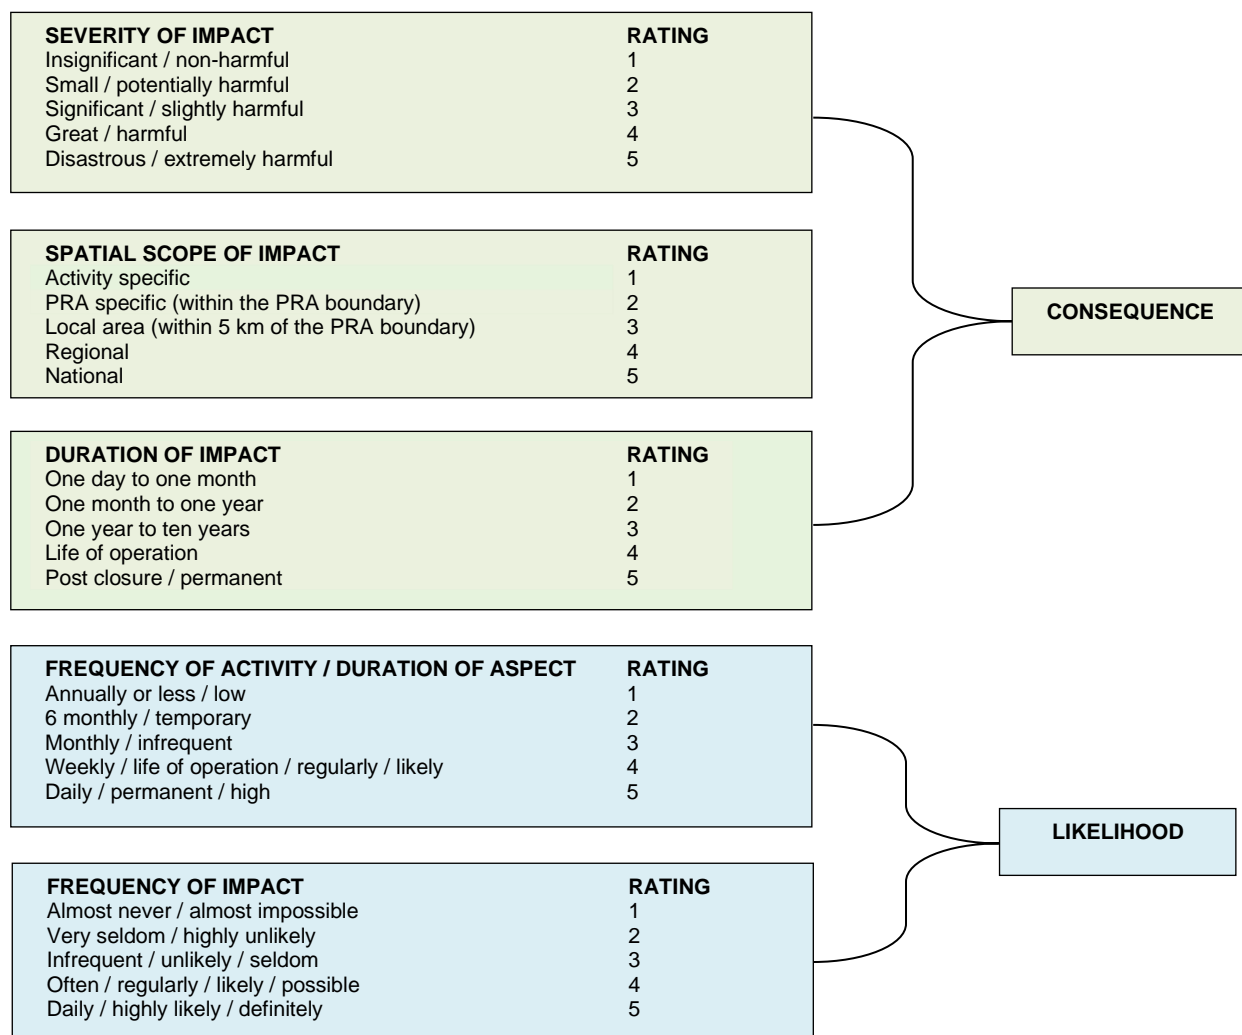 SEVERITY OF IMPACT RATING
Insignificant / non-harmful 1
Small / potentially harmful 2
Significant / slightly harmful 3
Great / harmful 4
Disastrous / extremely harmful 5
SPATIAL SCOPE OF IMPACT RATING
Activity specific 1
PRA specific (within the PRA boundary) 2
Local area (within 5 km of the PRA boundary) 3
Regional 4
National 5
CONSEQUENCE
DURATION OF IMPACT RATING
One day to one month 1
One month to one year 2
One year to ten years 3
Life of operation 4
Post closure / permanent 5
FREQUENCY OF ACTIVITY / DURATION OF ASPECT RATING
Annually or less / low 1
6 monthly / temporary 2
Monthly / infrequent 3
Weekly / life of operation / regularly / likely 4
Daily / permanent / high 5
LIKELIHOOD
FREQUENCY OF IMPACT RATING
Almost never / almost impossible 1
Very seldom / highly unlikely 2
Infrequent / unlikely / seldom 3
Often / regularly / likely / possible 4
Daily / highly likely / definitely 5